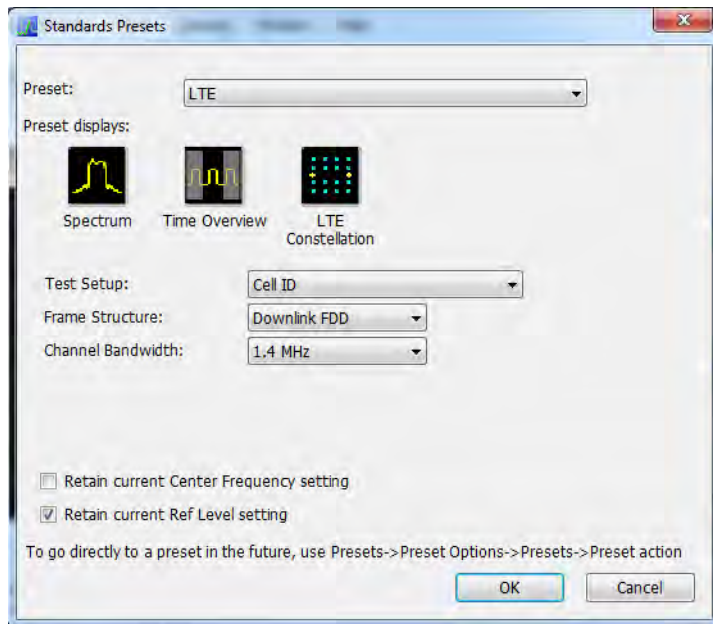 Standards Presets
Preset:
LTE
Preset displays:
Spectrum
Time Overview
LTE
Constellation
Test Setup:
Cell ID
Frame Structure:
Downlink FDD
Channel Bandwidth:
1.4 MHz
Retain current Center Frequency setting
Retain current Ref Level setting
To go directly to a preset in the future, use Presets->Preset Options->Presets->Preset action
OK
Cancel